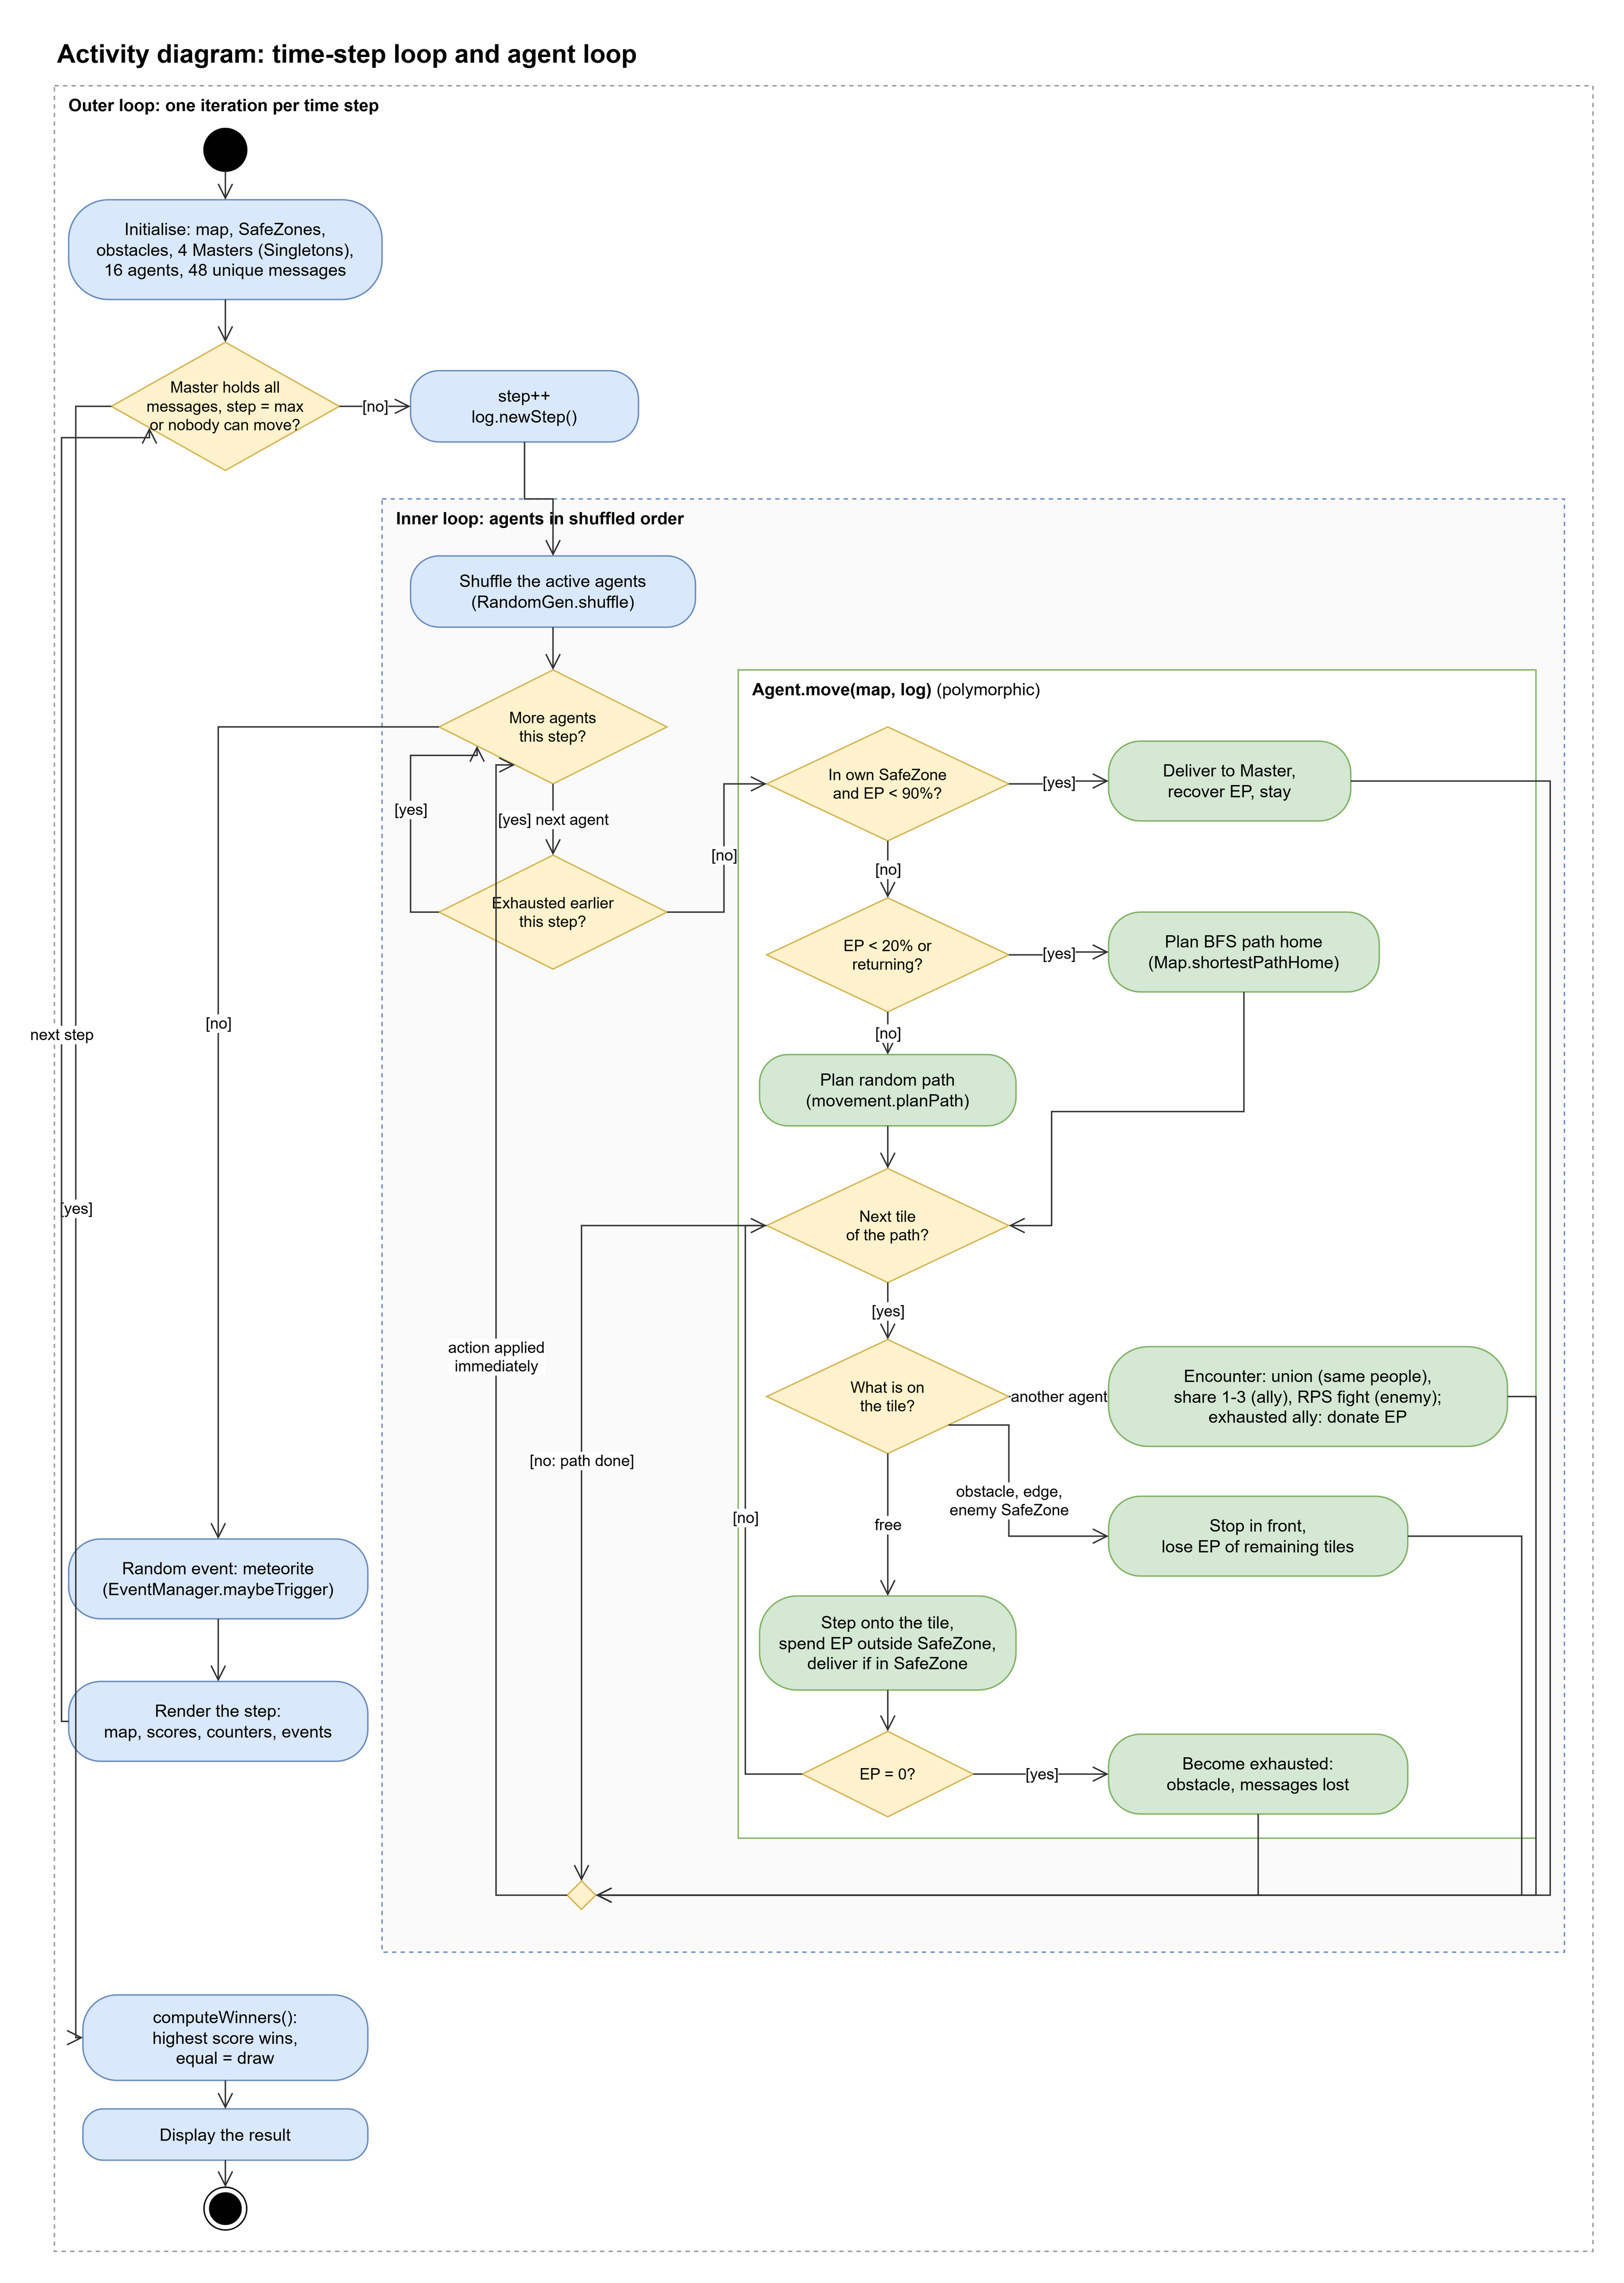 Activity diagram: time-step loop and agent loop
Outer loop: one iteration per time step
Initialise: map, SafeZones,
obstacles, 4 Masters (Singletons),
16 agents, 48 unique messages
Master holds all
messages, step = max
or nobody can move?
[no]
step++
log.newStep()
Inner loop: agents in shuffled order
Shuffle the active agents
(RandomGen.shuffle)
More agents
this step?
[yes]
[yes] next agent
Exhausted earlier
this step?
[no]
Agent.move(map, log) (polymorphic)
In own SafeZone
and EP < 90%?
[yes]
Deliver to Master,
recover EP, stay
[no]
EP < 20% or
returning?
[yes]
Plan BFS path home
(Map.shortestPathHome)
[no]
Plan random path
(movement.planPath)
Next tile
of the path?
[yes]
What is on
the tile?
another agent
Encounter: union (same people),
share 1-3 (ally), RPS fight (enemy);
exhausted ally: donate EP
obstacle, edge,
enemy SafeZone
Stop in front,
lose EP of remaining tiles
free
Step onto the tile,
spend EP outside SafeZone,
deliver if in SafeZone
EP = 0?
[yes]
Become exhausted:
obstacle, messages lost
[no]
[no: path done]
action applied
immediately
[no]
next step
[yes]
Random event: meteorite
(EventManager.maybeTrigger)
Render the step:
map, scores, counters, events
computeWinners():
highest score wins,
equal = draw
Display the result